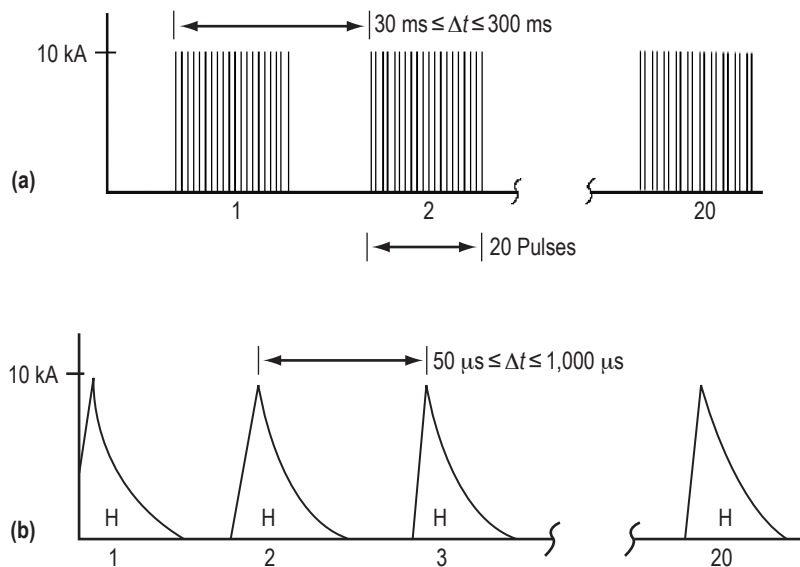 30 ms ≤ Δt ≤ 300 ms
10 kA
(a)
1 2 20
20 Pulses
50 μs ≤ Δt ≤ 1,000 μs
10 kA
H H H H
(b)
1 2 3 20